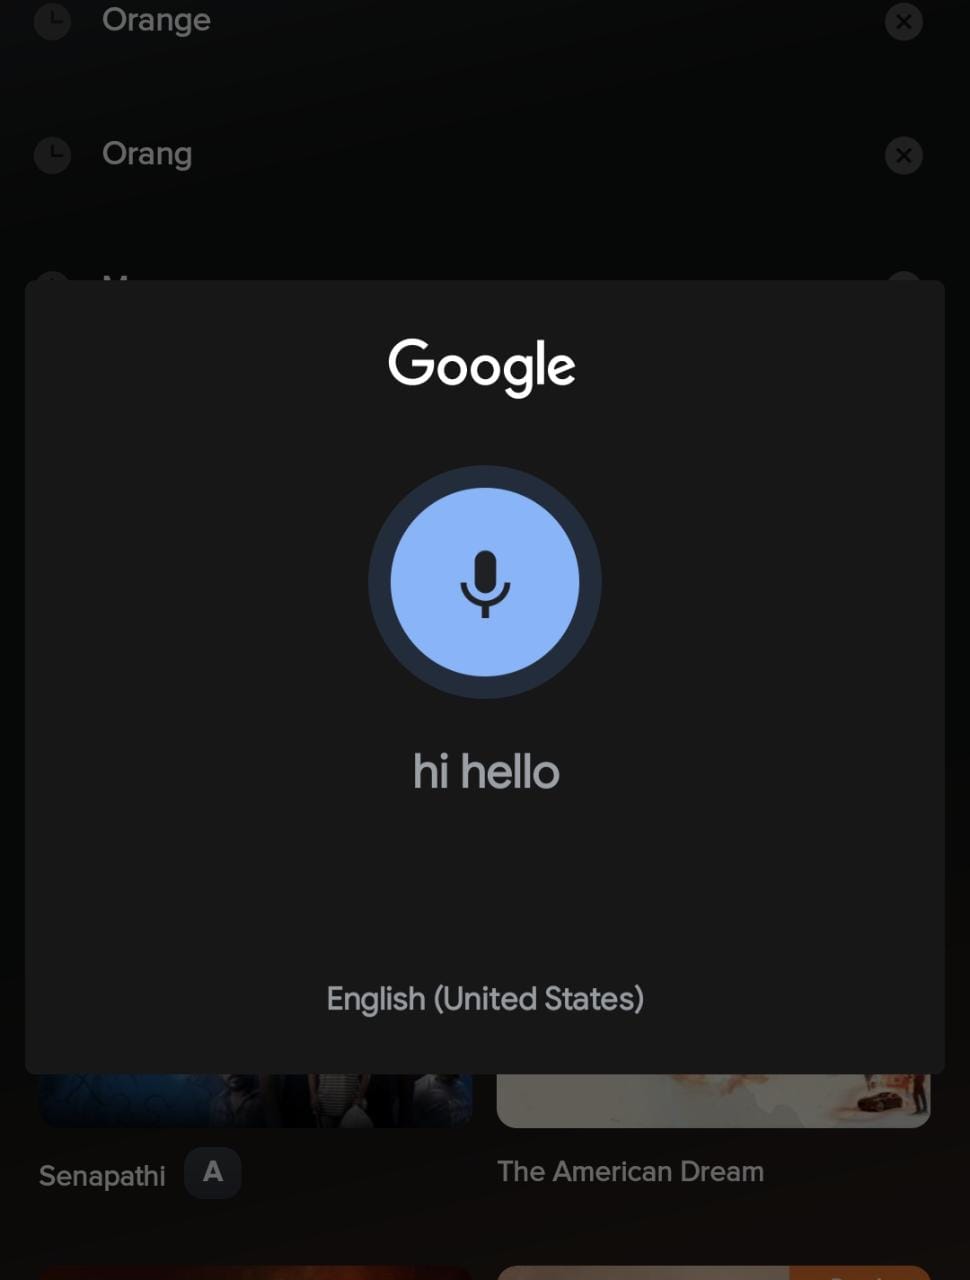 Orange
Orang
Google
hi hello
English (United States)
Senapathi A
The American Dream